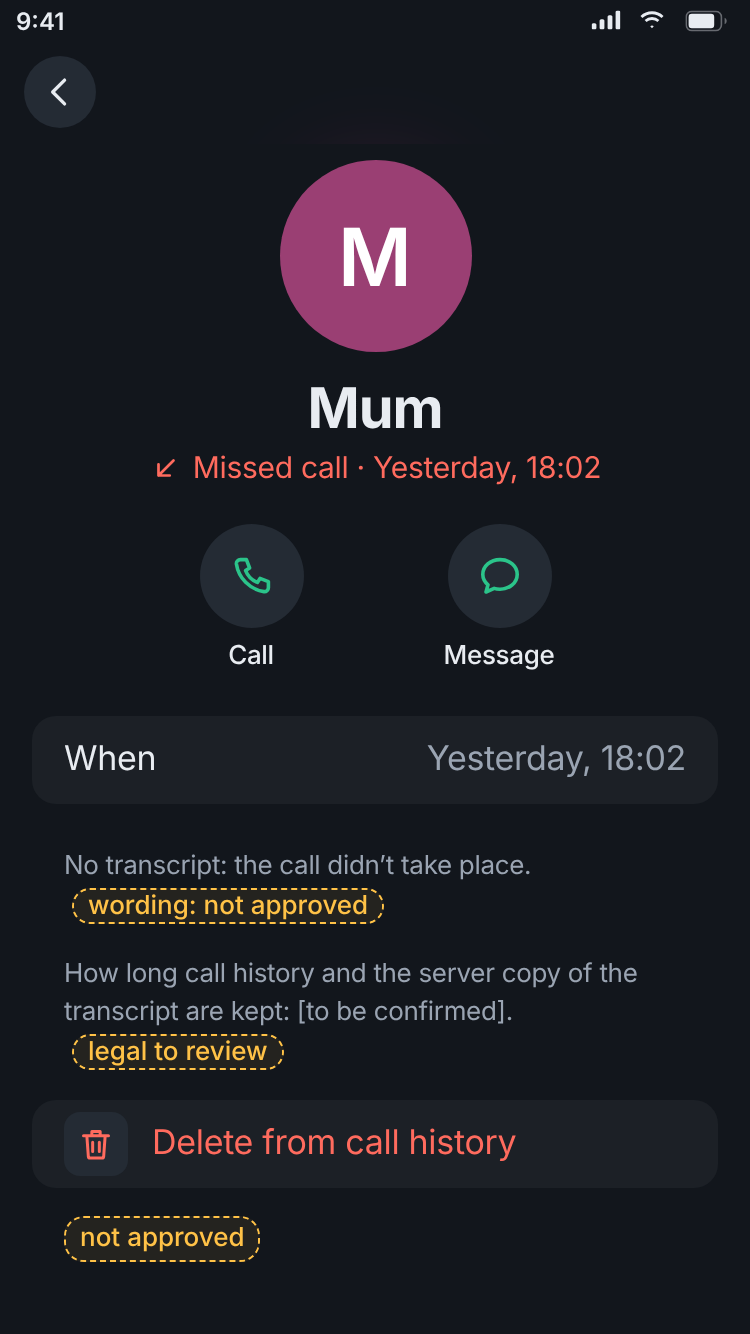 9:41
M
Mum
Missed call · Yesterday, 18:02
Call
Message
When
Yesterday, 18:02
No transcript: the call didn’t take place.
wording: not approved
How long call history and the server copy of the
transcript are kept: [to be confirmed].
legal to review
Delete from call history
not approved